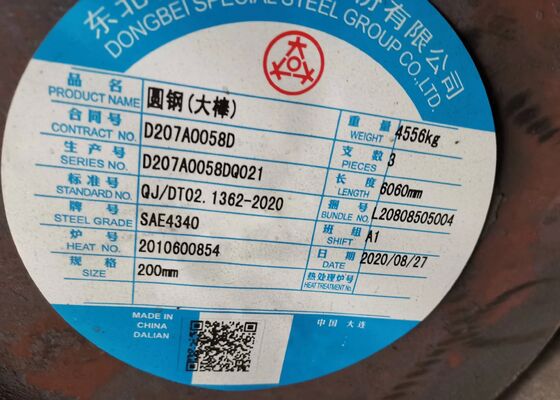 东北
有限公司
DONGBEI SPECIAL STEEL GROUP CO.,LTD.
品 名
PRODUCT NAME
圆钢(大棒)
合同号
CONTRACT NO.
D207A0058D
生产号
SERIES NO.
D207A0058DQ021
标准号
STANDARD NO.
QJ/DT02.1362-2020
牌 号
STEEL GRADE
SAE4340
炉 号
HEAT NO.
2010600854
规 格
SIZE
200mm
重 量
WEIGHT
4556kg
支 数
PIECES
3
长 度
LENGTH
6060mm
捆 号
BUNDLE NO.
L20808505004
班 组
SHIFT
A1
日 期
DATE
2020/08/27
热处理炉号
HEAT TREATMENT NO.
MADE IN
CHINA
DALIAN
中国 大连